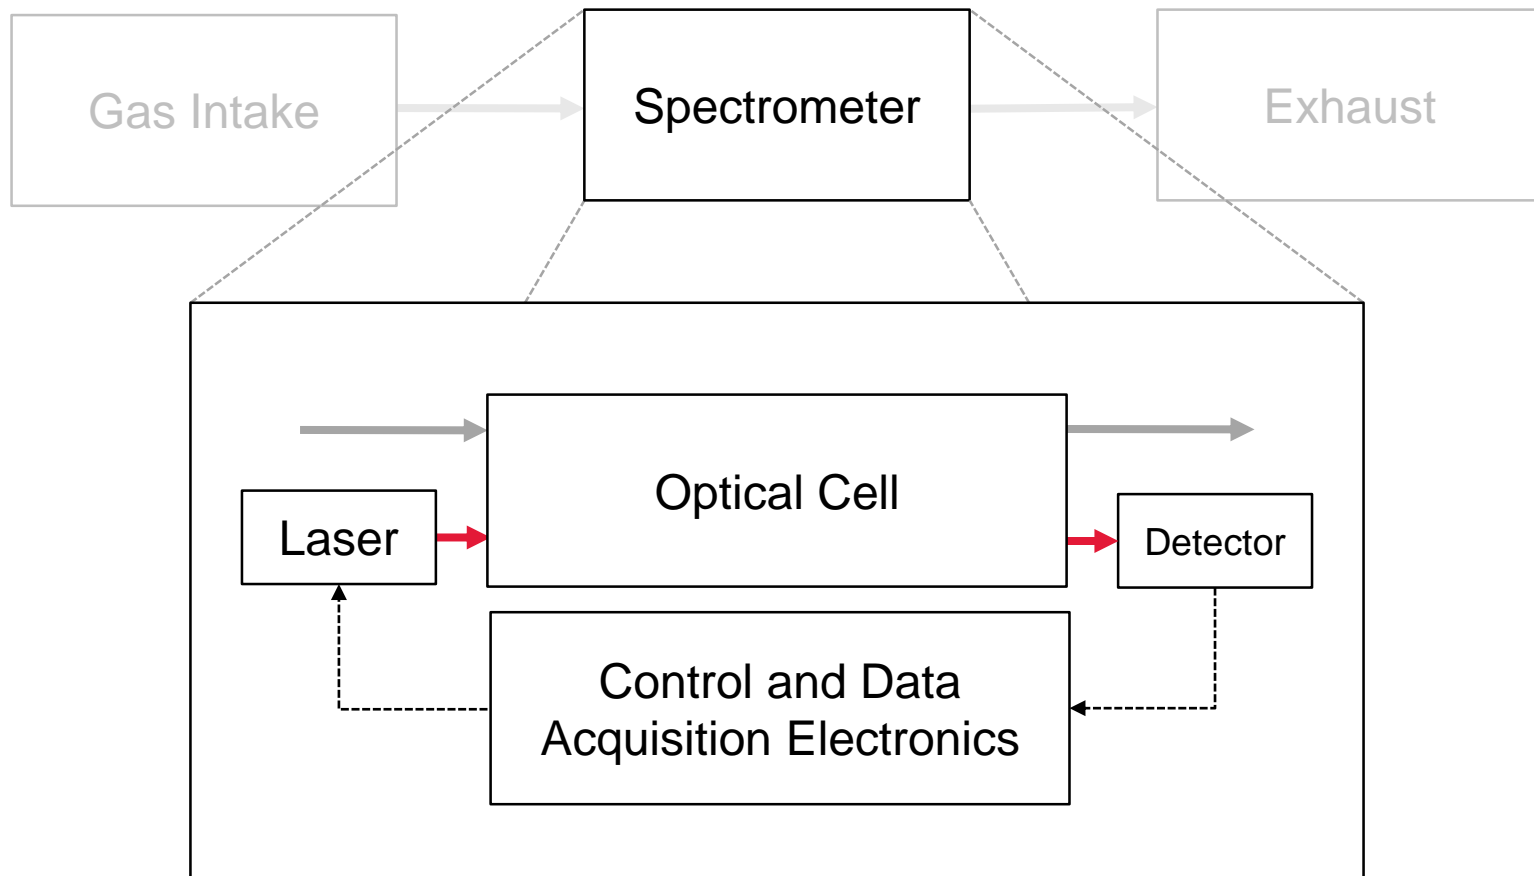 Gas Intake
Spectrometer
Exhaust
Optical Cell
Laser
Detector
Control and Data
Acquisition Electronics